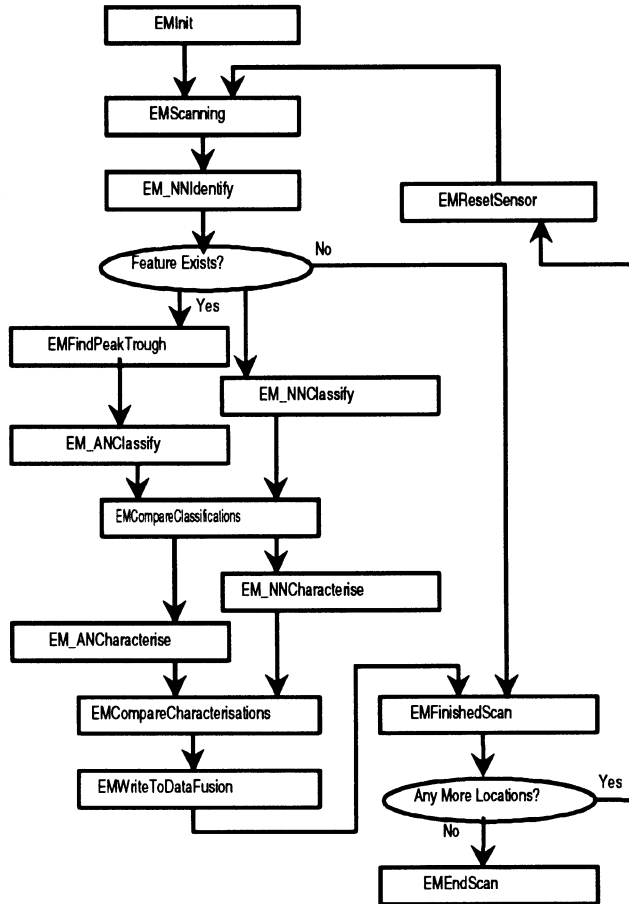 EMInit
EMScanning
EM_NNIdentify
EMResetSensor
Feature Exists?
No
Yes
EMFindPeakTrough
EM_NNClassify
EM_ANClassify
EMCompareClassifications
EM_NNCharacterise
EM_ANCharacterise
EMCompareCharacterisations
EMFinishedScan
EMWriteToDataFusion
Any More Locations?
Yes
No
EMEndScan